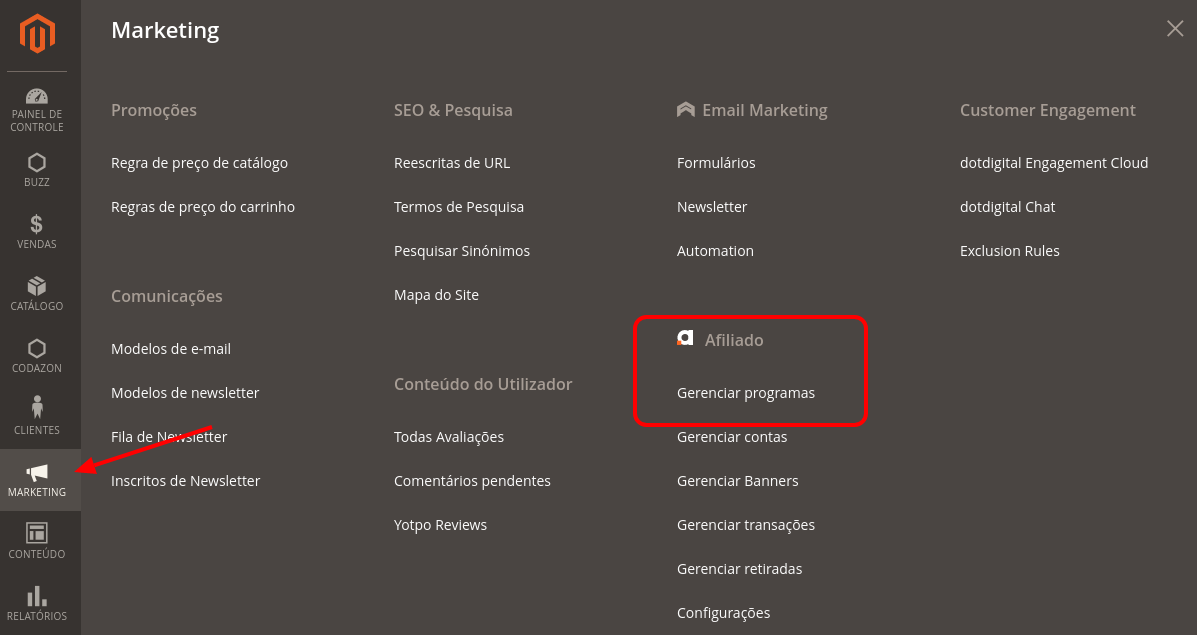 Marketing
PAINEL DE
CONTROLE
BUZZ
VENDAS
CATÁLOGO
CODAZON
CLIENTES
MARKETING
CONTEÚDO
RELATÓRIOS
Promoções
Regra de preço de catálogo
Regras de preço do carrinho
Comunicações
Modelos de e-mail
Modelos de newsletter
Fila de Newsletter
Inscritos de Newsletter
SEO & Pesquisa
Reescritas de URL
Termos de Pesquisa
Pesquisar Sinónimos
Mapa do Site
Conteúdo do Utilizador
Todas Avaliações
Comentários pendentes
Yotpo Reviews
Email Marketing
Formulários
Newsletter
Automation
Afiliado
Gerenciar programas
Gerenciar contas
Gerenciar Banners
Gerenciar transações
Gerenciar retiradas
Configurações
Customer Engagement
dotdigital Engagement Cloud
dotdigital Chat
Exclusion Rules